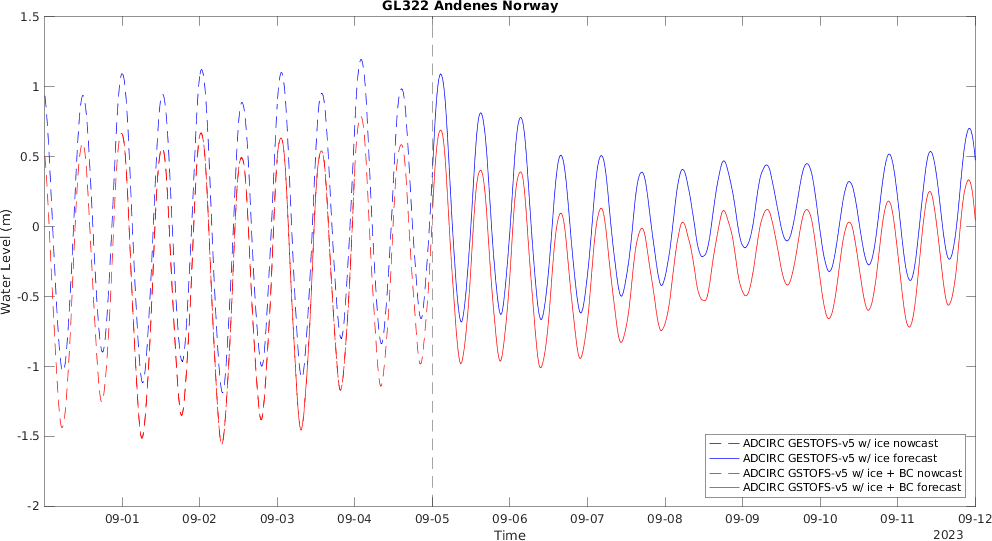 GL322 Andenes Norway
1.5
1
0.5
0
-0.5
-1
-1.5
-2
Water Level (m)
09-01 09-02 09-03 09-04 09-05 09-06 09-07 09-08 09-09 09-10 09-11 09-12
Time
2023
ADCIRC GESTOFS-v5 w/ ice nowcast
ADCIRC GESTOFS-v5 w/ ice forecast
ADCIRC GSTOFS-v5 w/ ice + BC nowcast
ADCIRC GSTOFS-v5 w/ ice + BC forecast